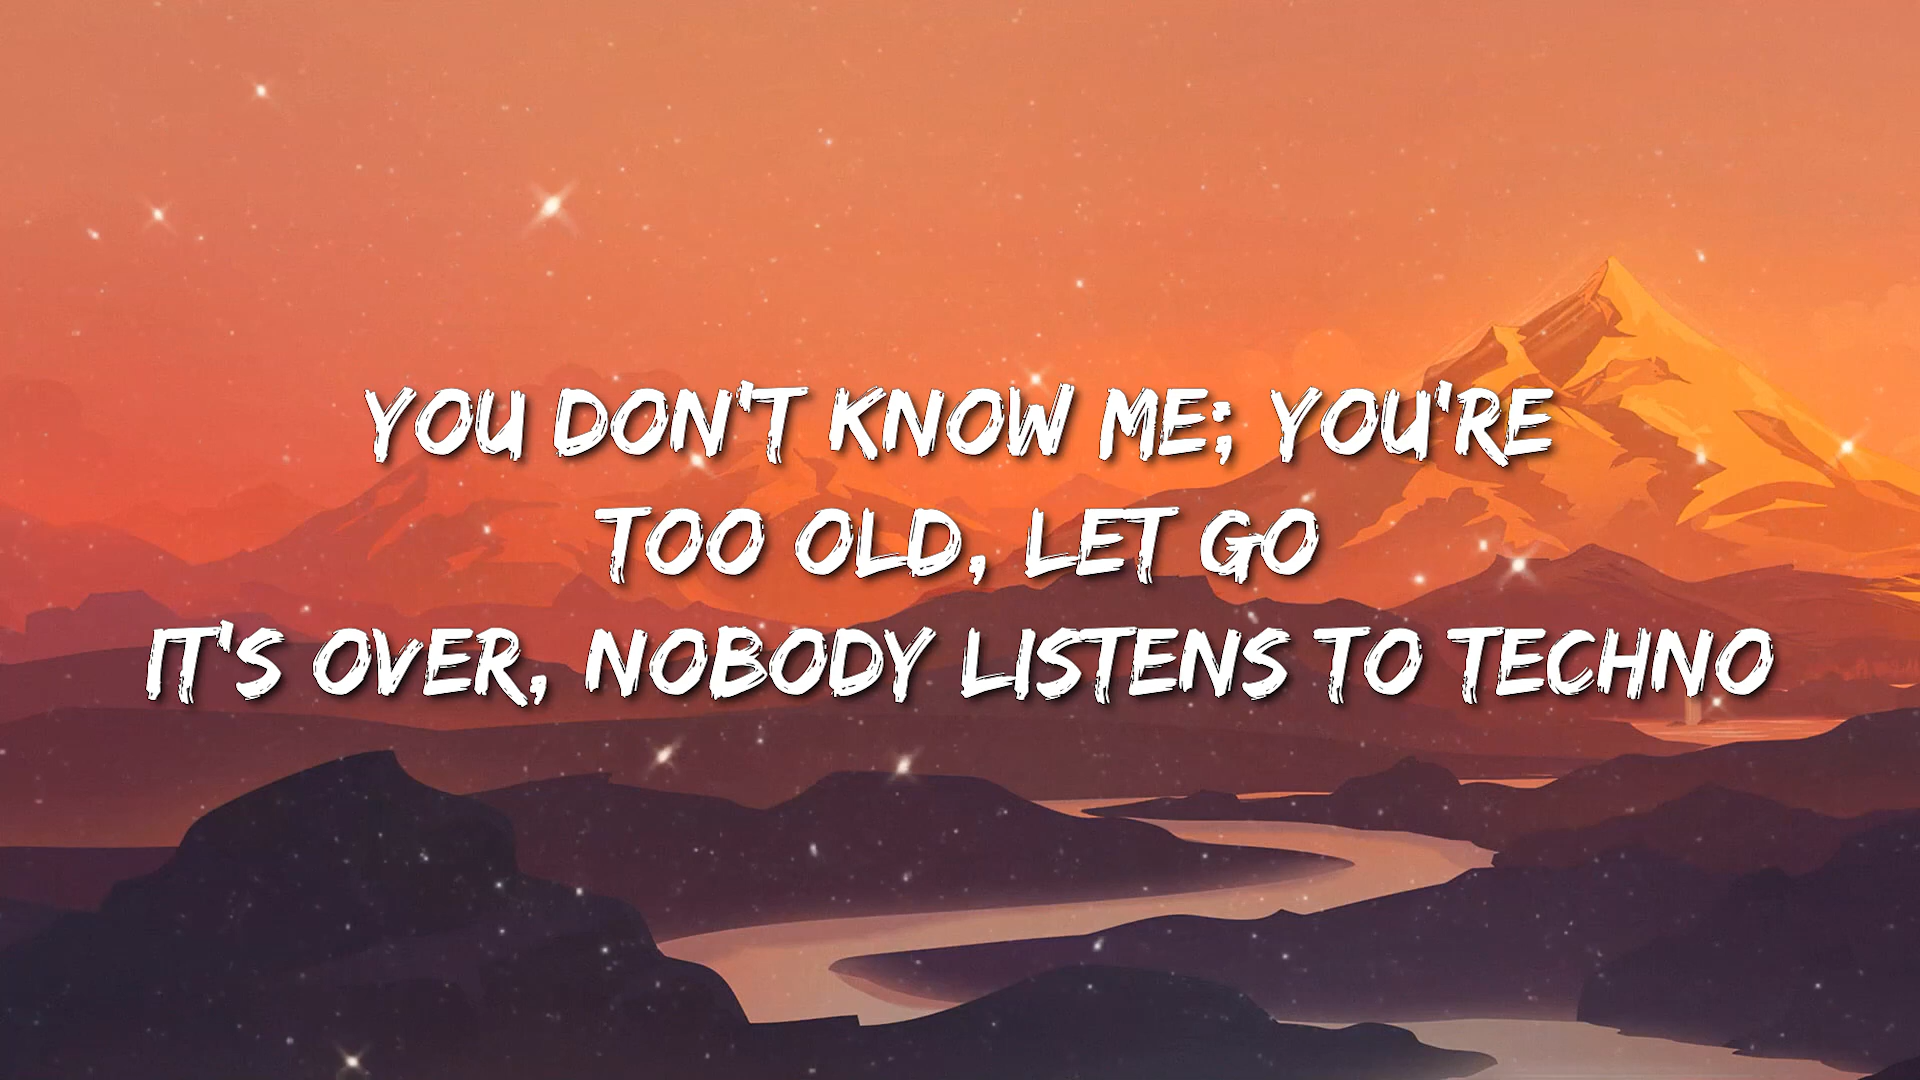 YOU DON'T KNOW ME; YOU'RE
TOO OLD, LET GO
IT'S OVER, NOBODY LISTENS TO TECHNO